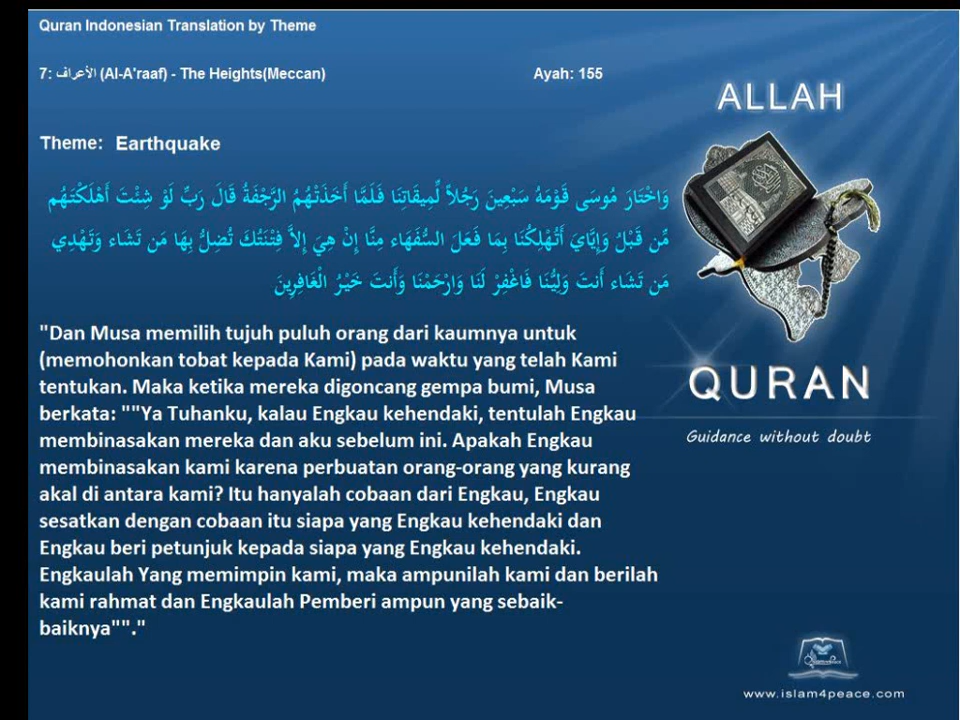 Quran Indonesian Translation by Theme
7: الأعراف (Al-A'raaf) - The Heights(Meccan)
Ayah: 155
Theme: Earthquake
وَاخْتَارَ مُوسَى قَوْمَهُ سَبْعِينَ رَجُلاً لِّمِيقَاتِنَا فَلَمَّا أَخَذَتْهُمُ الرَّجْفَةُ قَالَ رَبِّ لَوْ شِئْتَ أَهْلَكْتَهُم
مِّن قَبْلُ وَإِيَّايَ أَتُهْلِكُنَا بِمَا فَعَلَ السُّفَهَاء مِنَّا إِنْ هِيَ إِلاَّ فِتْنَتُكَ تُضِلُّ بِهَا مَن تَشَاء وَتَهْدِي
مَن تَشَاء أَنتَ وَلِيُّنَا فَاغْفِرْ لَنَا وَارْحَمْنَا وَأَنتَ خَيْرُ الْغَافِرِينَ
"Dan Musa memilih tujuh puluh orang dari kaumnya untuk
(memohonkan tobat kepada Kami) pada waktu yang telah Kami
tentukan. Maka ketika mereka digoncang gempa bumi, Musa
berkata: ""Ya Tuhanku, kalau Engkau kehendaki, tentulah Engkau
membinasakan mereka dan aku sebelum ini. Apakah Engkau
membinasakan kami karena perbuatan orang-orang yang kurang
akal di antara kami? Itu hanyalah cobaan dari Engkau, Engkau
sesatkan dengan cobaan itu siapa yang Engkau kehendaki dan
Engkau beri petunjuk kepada siapa yang Engkau kehendaki.
Engkaulah Yang memimpin kami, maka ampunilah kami dan berilah
kami rahmat dan Engkaulah Pemberi ampun yang sebaik-
baiknya""."
ALLAH
QURAN
Guidance without doubt
www.islam4peace.com